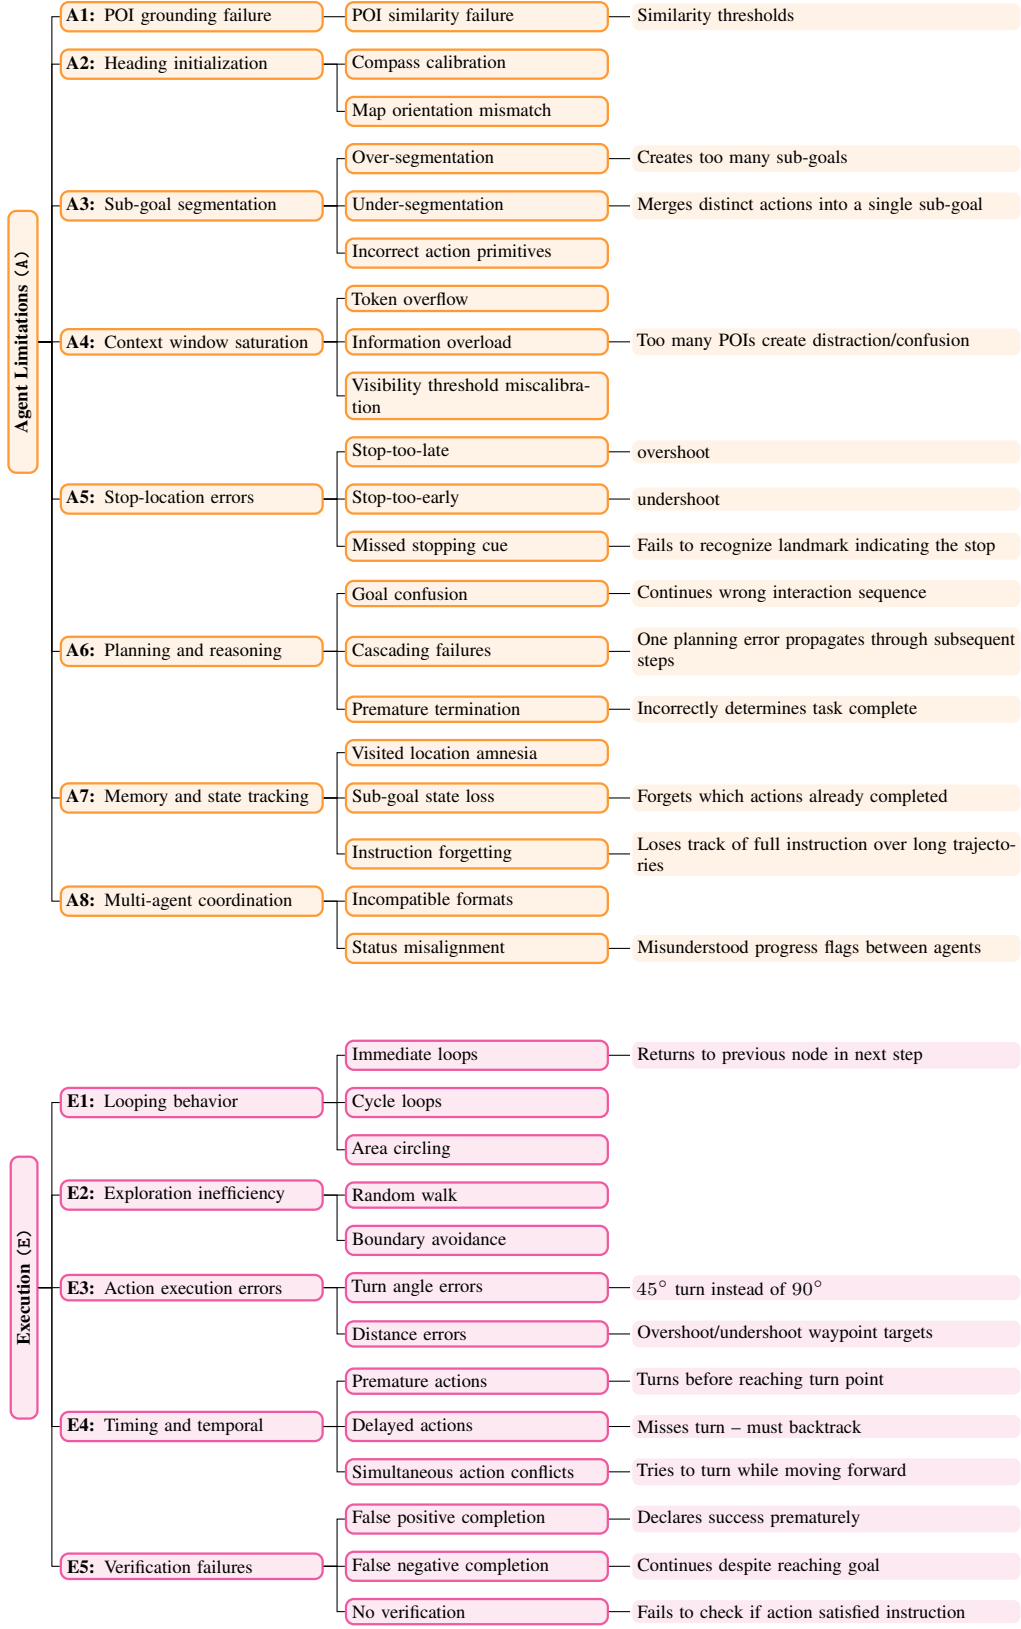 Agent Limitations (A)
A1: POI grounding failure
POI similarity failure
Similarity thresholds
A2: Heading initialization
Compass calibration
Map orientation mismatch
A3: Sub-goal segmentation
Over-segmentation
Creates too many sub-goals
Under-segmentation
Merges distinct actions into a single sub-goal
Incorrect action primitives
A4: Context window saturation
Token overflow
Information overload
Too many POIs create distraction/confusion
Visibility threshold miscalibra-
tion
A5: Stop-location errors
Stop-too-late
overshoot
Stop-too-early
undershoot
Missed stopping cue
Fails to recognize landmark indicating the stop
A6: Planning and reasoning
Goal confusion
Continues wrong interaction sequence
Cascading failures
One planning error propagates through subsequent
steps
Premature termination
Incorrectly determines task complete
A7: Memory and state tracking
Visited location amnesia
Sub-goal state loss
Forgets which actions already completed
Instruction forgetting
Loses track of full instruction over long trajecto-
ries
A8: Multi-agent coordination
Incompatible formats
Status misalignment
Misunderstood progress flags between agents
Execution (E)
E1: Looping behavior
Immediate loops
Returns to previous node in next step
Cycle loops
Area circling
E2: Exploration inefficiency
Random walk
Boundary avoidance
E3: Action execution errors
Turn angle errors
45° turn instead of 90°
Distance errors
Overshoot/undershoot waypoint targets
E4: Timing and temporal
Premature actions
Turns before reaching turn point
Delayed actions
Misses turn – must backtrack
Simultaneous action conflicts
Tries to turn while moving forward
E5: Verification failures
False positive completion
Declares success prematurely
False negative completion
Continues despite reaching goal
No verification
Fails to check if action satisfied instruction